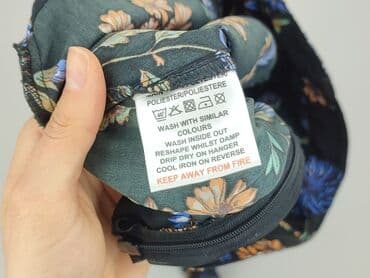 POLIESTER/POLIESTERE
WASH WITH SIMILAR
COLOURS
WASH INSIDE OUT
RESHAPE WHILST DAMP
DRIP DRY ON HANGER
COOL IRON ON REVERSE
KEEP AWAY FROM FIRE